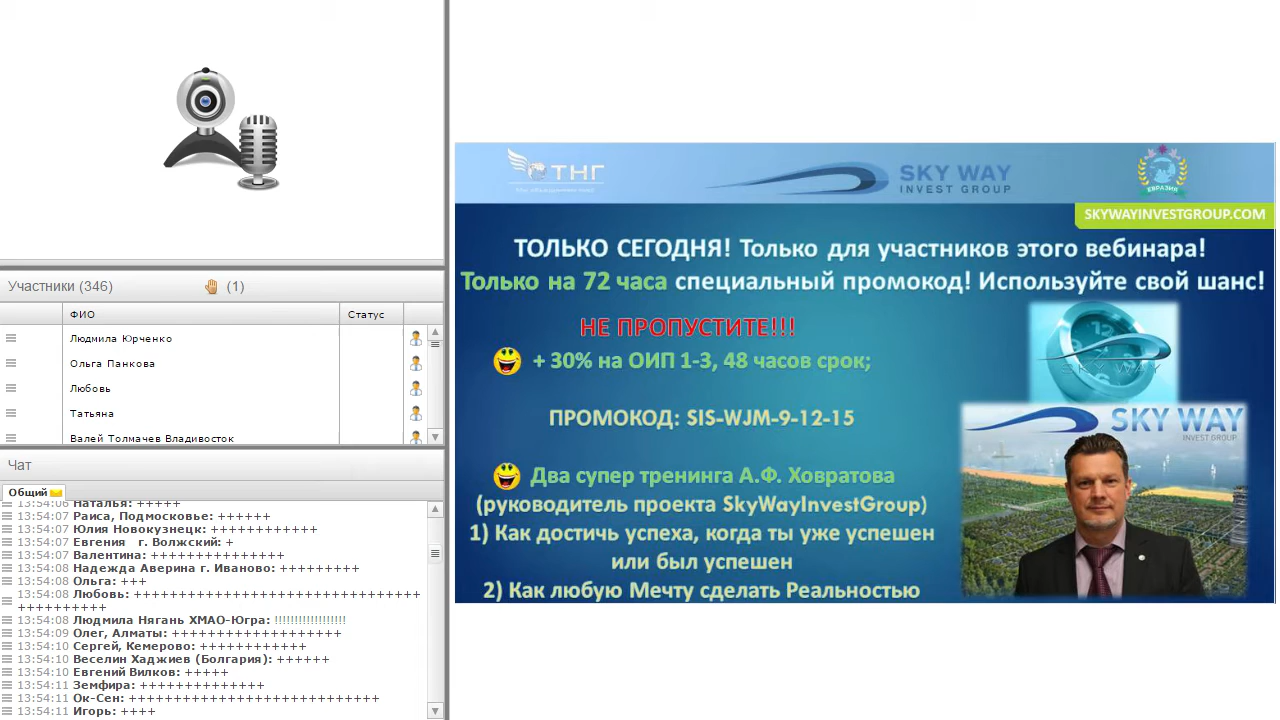 Участники (346)
(1)
ФИО
Статус
Людмила Юрченко
Ольга Панкова
Любовь
Татьяна
Валей Толмачев Владивосток
Чат
Общий
13:54:06 Наталья: +++++
13:54:07 Раиса, Подмосковье: ++++++
13:54:07 Юлия Новокузнецк: ++++++++++++
13:54:07 Евгения г. Волжский: +
13:54:07 Валентина: +++++++++++++++
13:54:08 Надежда Аверина г. Иваново: +++++++++
13:54:08 Ольга: +++
13:54:08 Любовь: ++++++++++++++++++++++++++++++++
++++++++++
13:54:08 Людмила Нягань ХМАО-Югра: !!!!!!!!!!!!!!!!!!
13:54:09 Олег, Алматы: +++++++++++++++++++
13:54:10 Сергей, Кемерово: ++++++++++++
13:54:10 Веселин Хаджиев (Болгария): ++++++
13:54:10 Евгений Вилков: +++++
13:54:11 Земфира: ++++++++++++++
13:54:11 Ок-Сен: ++++++++++++++++++++++++++++
13:54:11 Игорь: ++++
ТНГ
SKY WAY
INVEST GROUP
ЕВРАЗИЯ
SKYWAYINVESTGROUP.COM
ТОЛЬКО СЕГОДНЯ! Только для участников этого вебинара!
Только на 72 часа специальный промокод! Используйте свой шанс!
НЕ ПРОПУСТИТЕ!!!
+ 30% на ОИП 1-3, 48 часов срок;
ПРОМОКОД: SIS-WJM-9-12-15
Два супер тренинга А.Ф. Ховратова
(руководитель проекта SkyWayInvestGroup)
1) Как достичь успеха, когда ты уже успешен
или был успешен
2) Как любую Мечту сделать Реальностью
SKY WAY
SKY WAY
INVEST GROUP